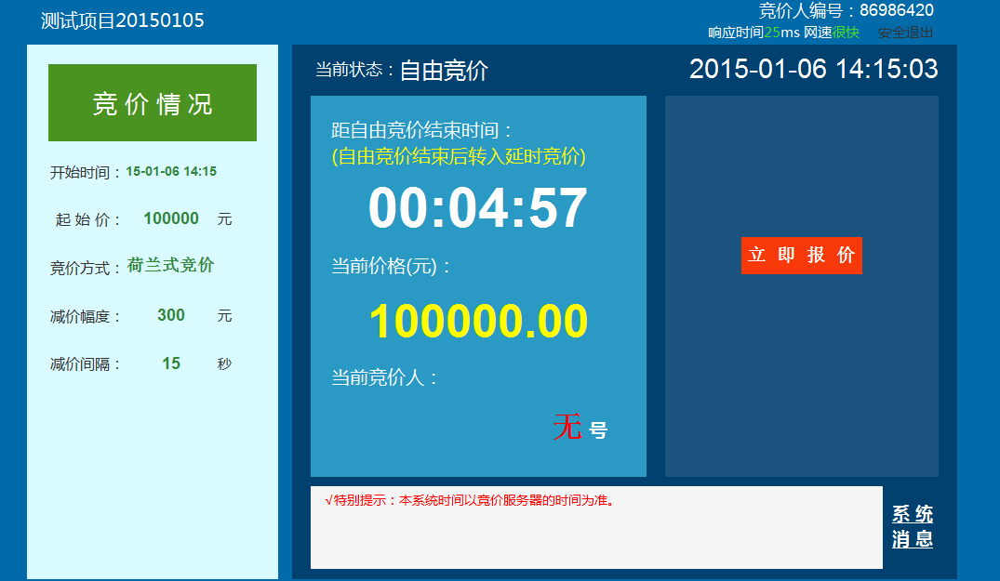 测试项目20150105
竞价人编号：86986420
响应时间25ms 网速很快 安全退出
竞价情况
开始时间：15-01-06 14:15
起 始 价： 100000 元
竞价方式：荷兰式竞价
减价幅度： 300 元
减价间隔： 15 秒
当前状态：自由竞价
2015-01-06 14:15:03
距自由竞价结束时间：
(自由竞价结束后转入延时竞价)
00:04:57
当前价格(元)：
100000.00
当前竞价人：
无 号
立 即 报 价
√特别提示：本系统时间以竞价服务器的时间为准。
系 统
消 息